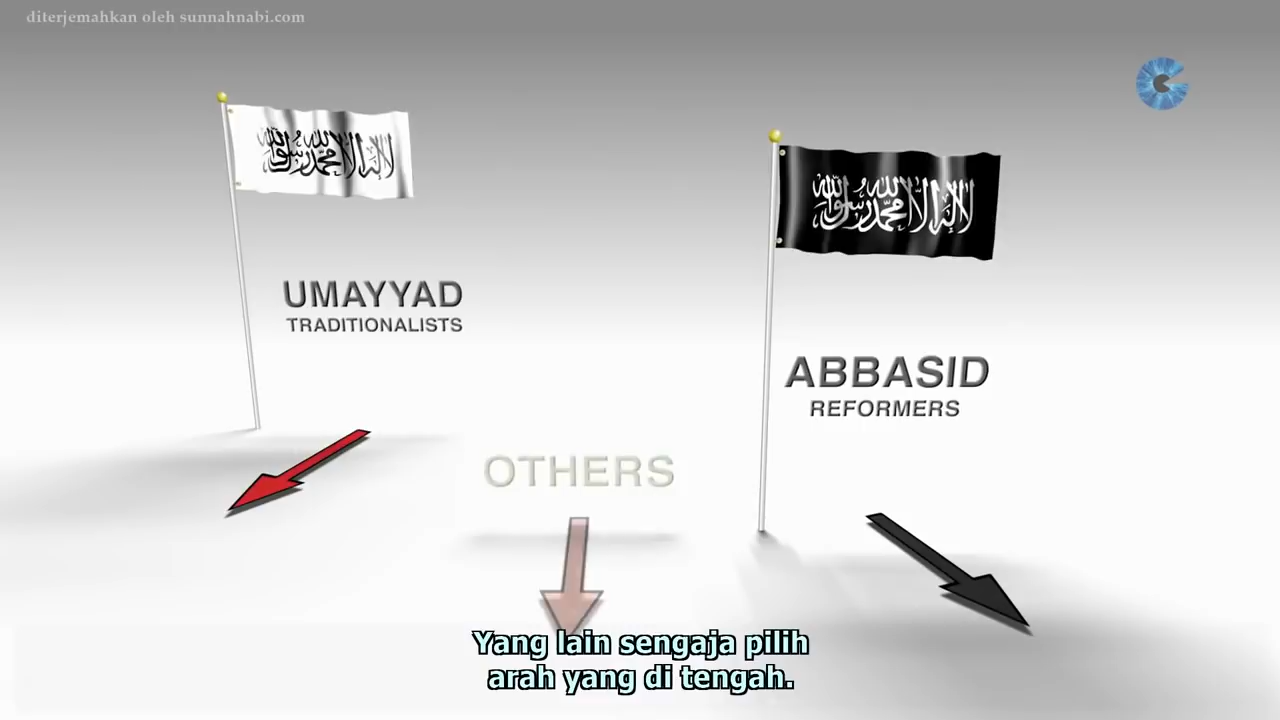 diterjemahkan oleh sunnahnabi.com
لا إله إلا الله محمد رسول الله
لا إله إلا الله محمد رسول الله
UMAYYAD
TRADITIONALISTS
ABBASID
REFORMERS
OTHERS
Yang lain sengaja pilih
arah yang di tengah.